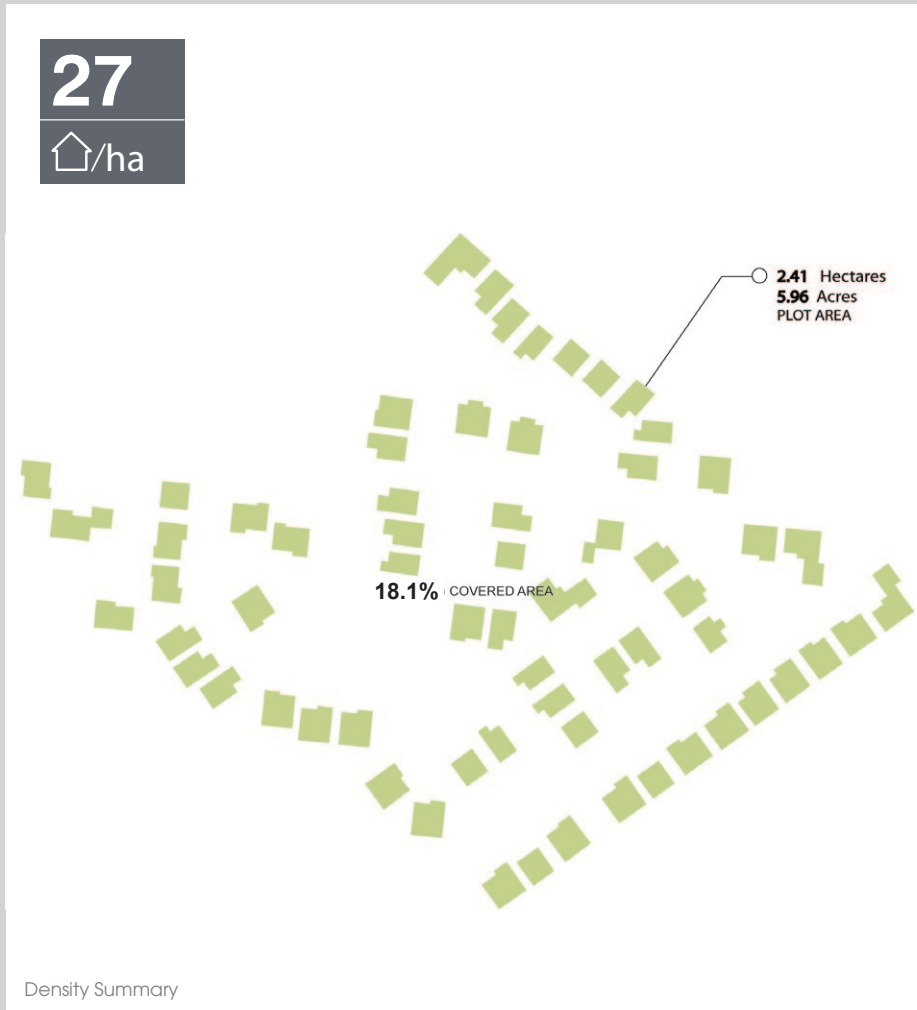 27
/ha
2.41 Hectares
5.96 Acres
PLOT AREA
18.1% COVERED AREA
Density Summary